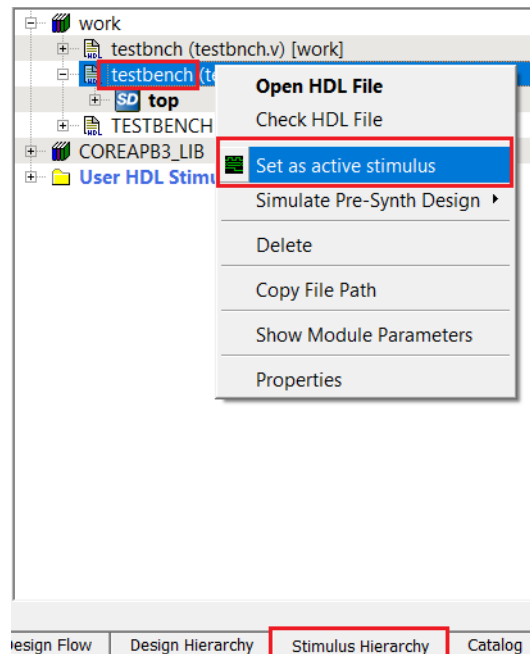 work
testbnch (testbnch.v) [work]
testbench (te
SD top
TESTBENCH
COREAPB3_LIB
User HDL Stimu
Open HDL File
Check HDL File
Set as active stimulus
Simulate Pre-Synth Design
Delete
Copy File Path
Show Module Parameters
Properties
esign Flow
Design Hierarchy
Stimulus Hierarchy
Catalog